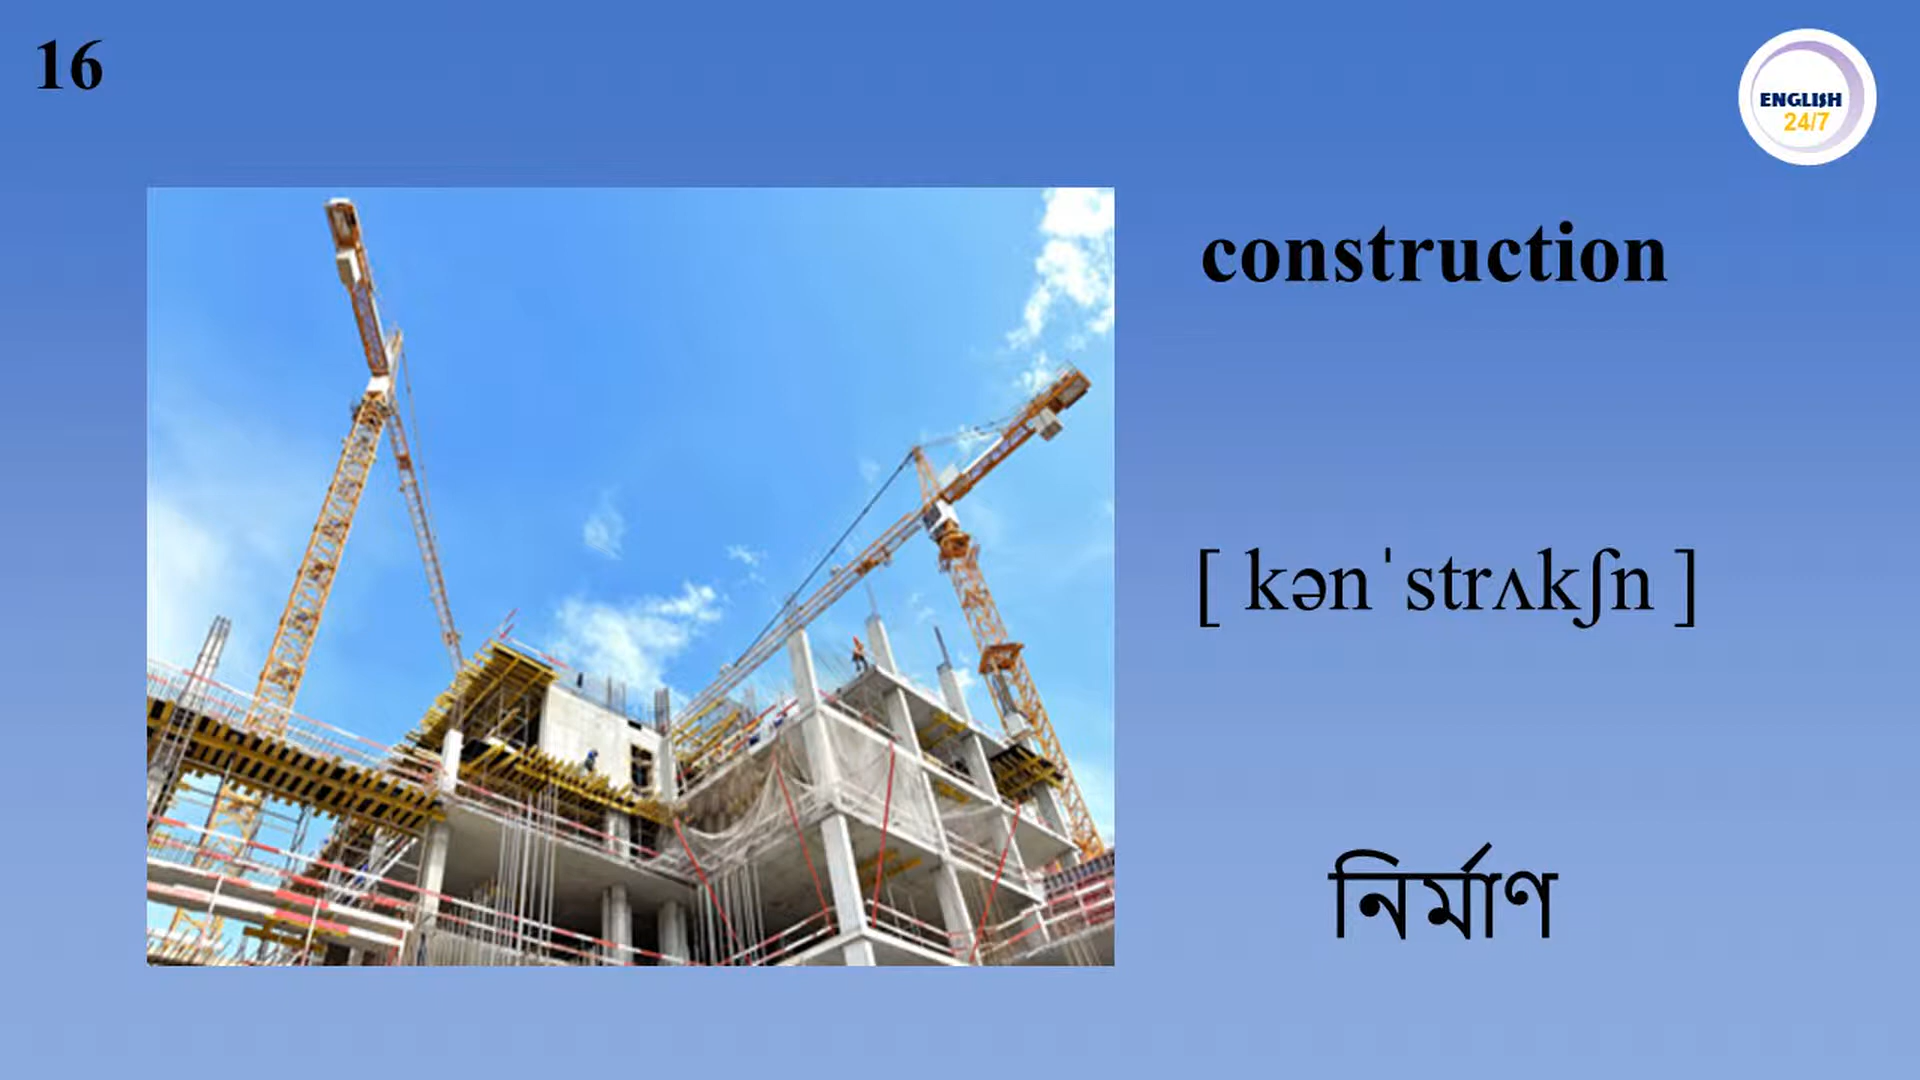 16
ENGLISH
24/7
construction
[ kənˈstrʌkʃn ]
নির্মাণ